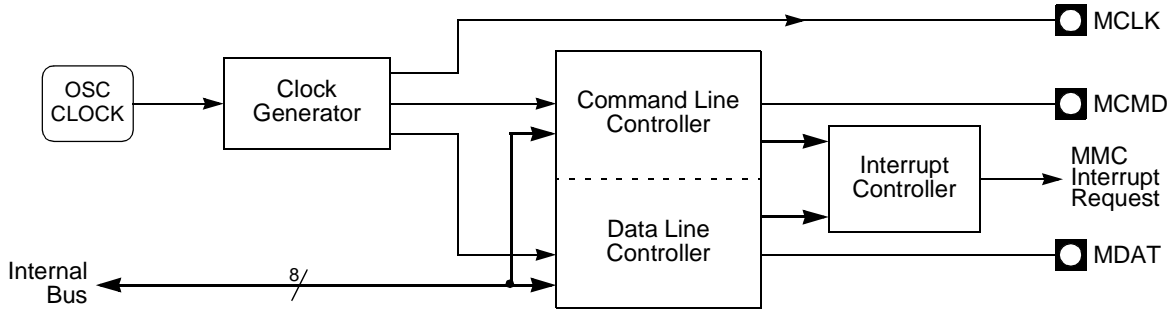 MCLK
OSC
CLOCK
Clock
Generator
Command Line
Controller
MCMD
Interrupt
Controller
MMC
Interrupt
Request
Data Line
Controller
MDAT
Internal
Bus
8